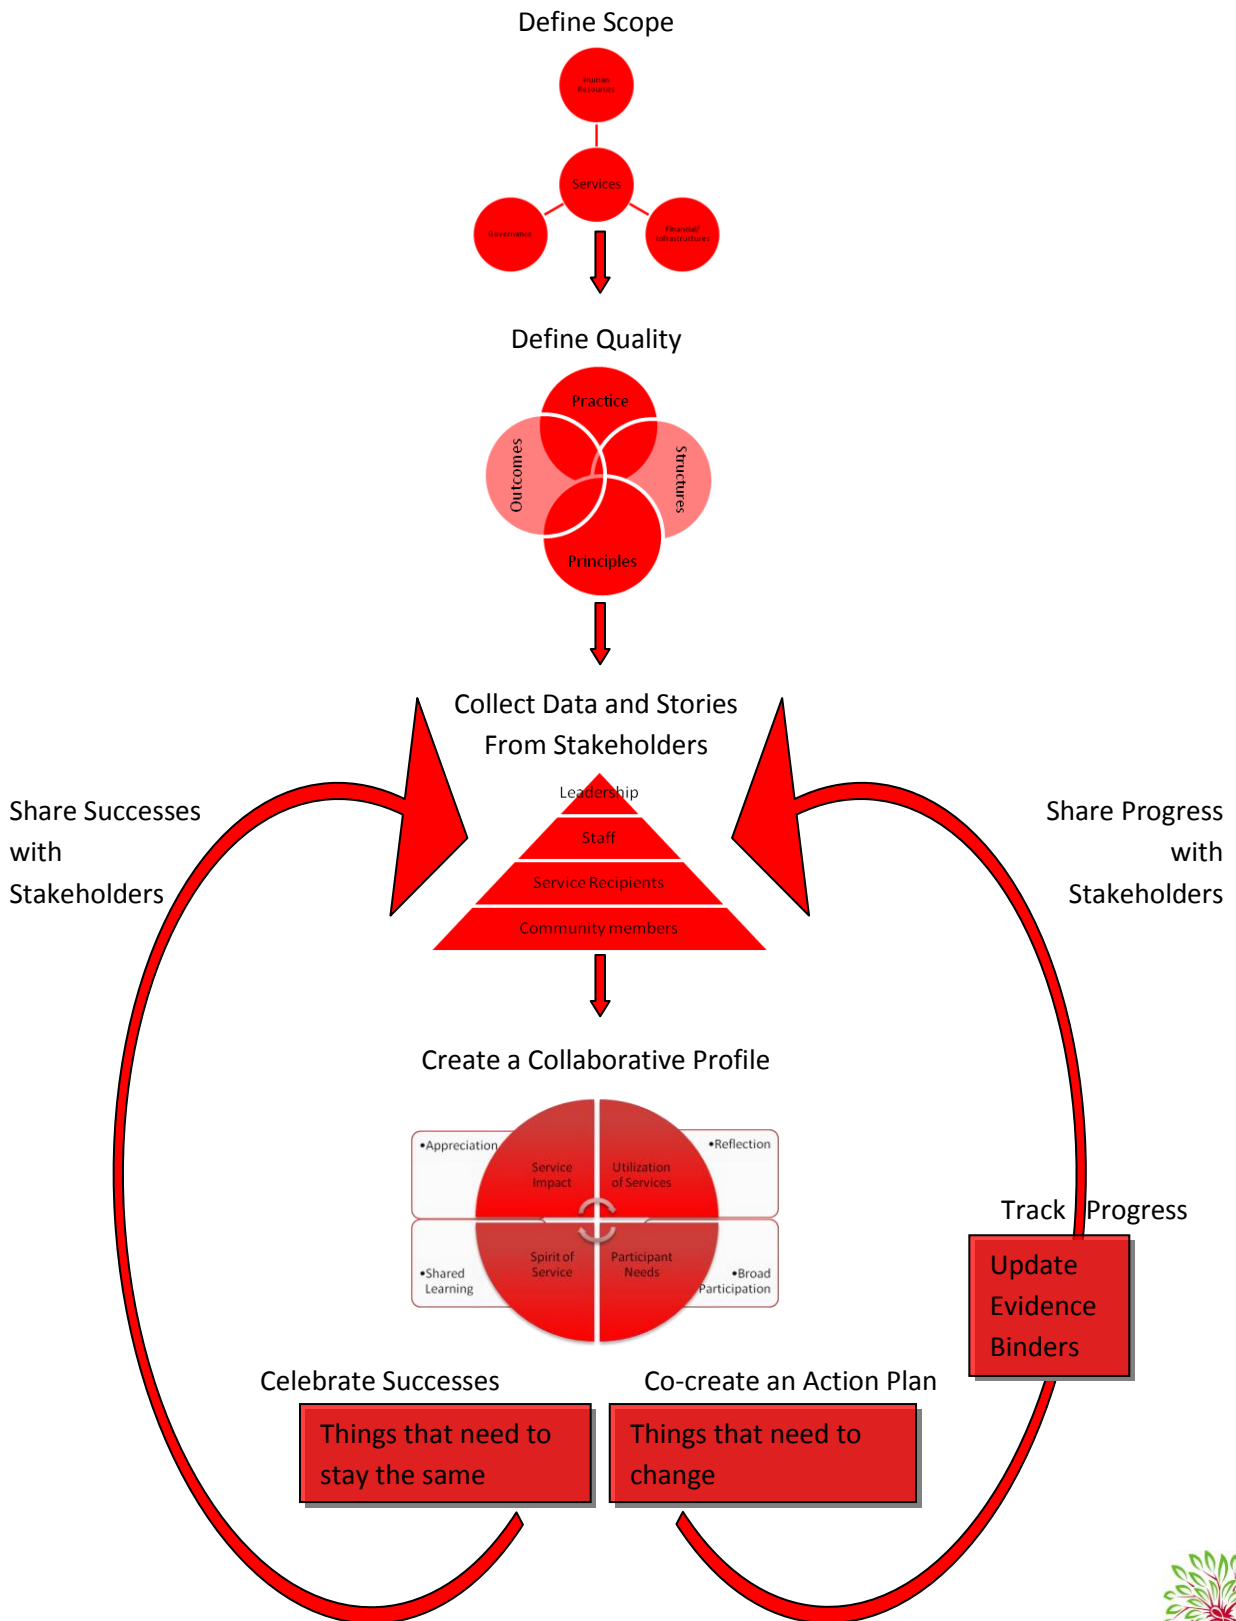 Define Scope
Human
Resources
Services
Governance
Financial/
Infrastructures
Define Quality
Practice
Outcomes
Structures
Principles
Collect Data and Stories
From Stakeholders
Leadership
Staff
Service Recipients
Community members
Share Successes
with
Stakeholders
Share Progress
with
Stakeholders
Create a Collaborative Profile
•Appreciation
Service
Impact
Utilization
of Services
•Reflection
•Shared
Learning
Spirit of
Service
Participant
Needs
•Broad
Participation
Track Progress
Update
Evidence
Binders
Celebrate Successes
Things that need to
stay the same
Co-create an Action Plan
Things that need to
change